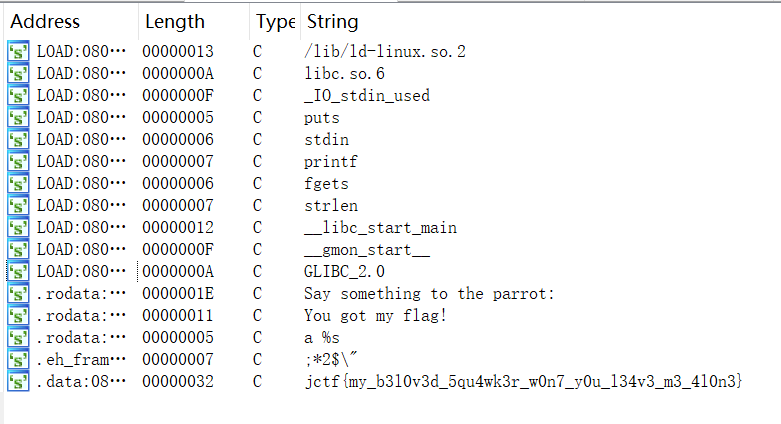 Address Length Type String
's' LOAD:080… 00000013 C /lib/ld-linux.so.2
's' LOAD:080… 0000000A C libc.so.6
's' LOAD:080… 0000000F C _IO_stdin_used
's' LOAD:080… 00000005 C puts
's' LOAD:080… 00000006 C stdin
's' LOAD:080… 00000007 C printf
's' LOAD:080… 00000006 C fgets
's' LOAD:080… 00000007 C strlen
's' LOAD:080… 00000012 C __libc_start_main
's' LOAD:080… 0000000F C __gmon_start__
's' LOAD:080… 0000000A C GLIBC_2.0
's' .rodata:… 0000001E C Say something to the parrot:
's' .rodata:… 00000011 C You got my flag!
's' .rodata:… 00000005 C a %s
's' .eh_fram… 00000007 C ;*2$\"
's' .data:08… 00000032 C jctf{my_b3l0v3d_5qu4wk3r_w0n7_y0u_l34v3_m3_4l0n3}